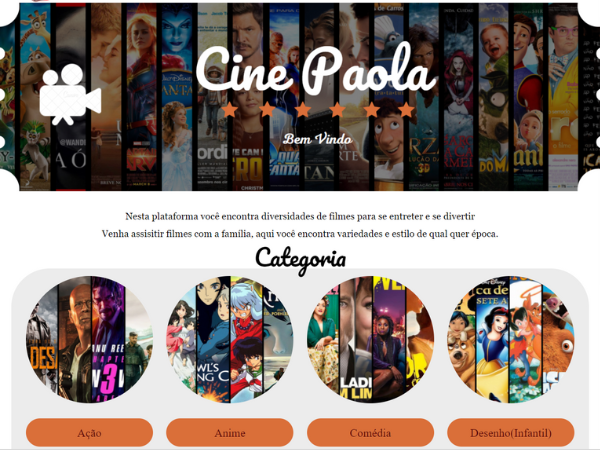 Cine Paola
Bem Vindo
Nesta plataforma você encontra diversidades de filmes para se entreter e se divertir
Venha assisitir filmes com a família, aqui você encontra variedades e estilo de qual quer época.
Categoria
Ação
Anime
Comédia
Desenho(Infantil)